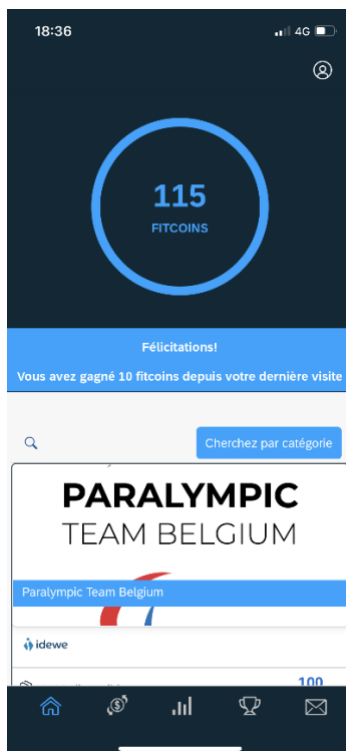 18:36
4G
115
FITCOINS
Félicitations!
Vous avez gagné 10 fitcoins depuis votre dernière visite
Cherchez par catégorie
PARALYMPIC
TEAM BELGIUM
Paralympic Team Belgium
idewe
100